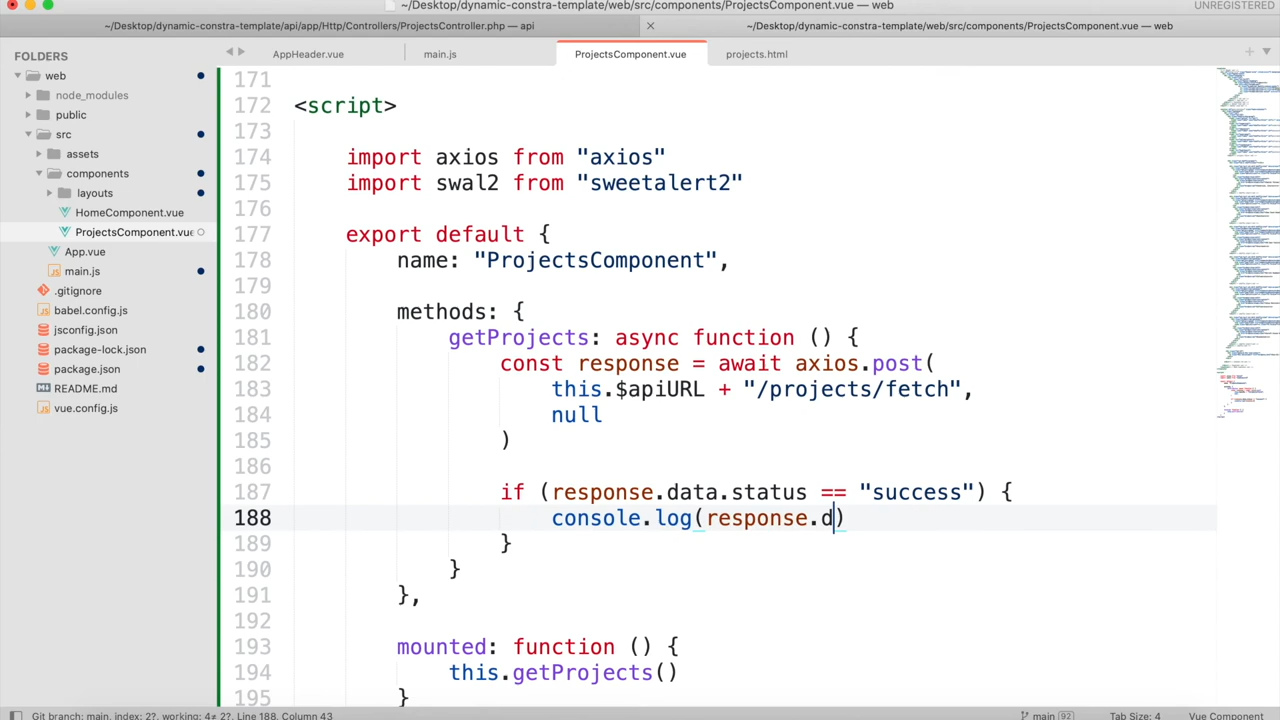 ~/Desktop/dynamic-constra-template/web/src/components/ProjectsComponent.vue — web
UNREGISTERED
~/Desktop/dynamic-constra-template/api/app/Http/Controllers/ProjectsController.php — api
~/Desktop/dynamic-constra-template/web/src/components/ProjectsComponent.vue — web
FOLDERS
web
node_modules
public
src
assets
components
layouts
HomeComponent.vue
ProjectsComponent.vue
App.vue
main.js
.gitignore
babel.config.js
jsconfig.json
package-lock.json
package.json
README.md
vue.config.js
AppHeader.vue
main.js
ProjectsComponent.vue
projects.html
171
172 <script>
173
174 import axios from "axios"
175 import swal2 from "sweetalert2"
176
177 export default
178 name: "ProjectsComponent",
179
180 methods: {
181 getProjects: async function {
182 const response = await axios.post(
183 this.$apiURL + "/projects/fetch",
184 null
185 )
186
187 if (response.data.status == "success") {
188 console.log(response.d)
189 }
190 }
191 },
192
193 mounted: function () {
194 this.getProjects()
195 }
Git branch: main, index: 2?, working: 4≠ 2?, Line 188, Column 43
main 92
Tab Size: 4
Vue Component